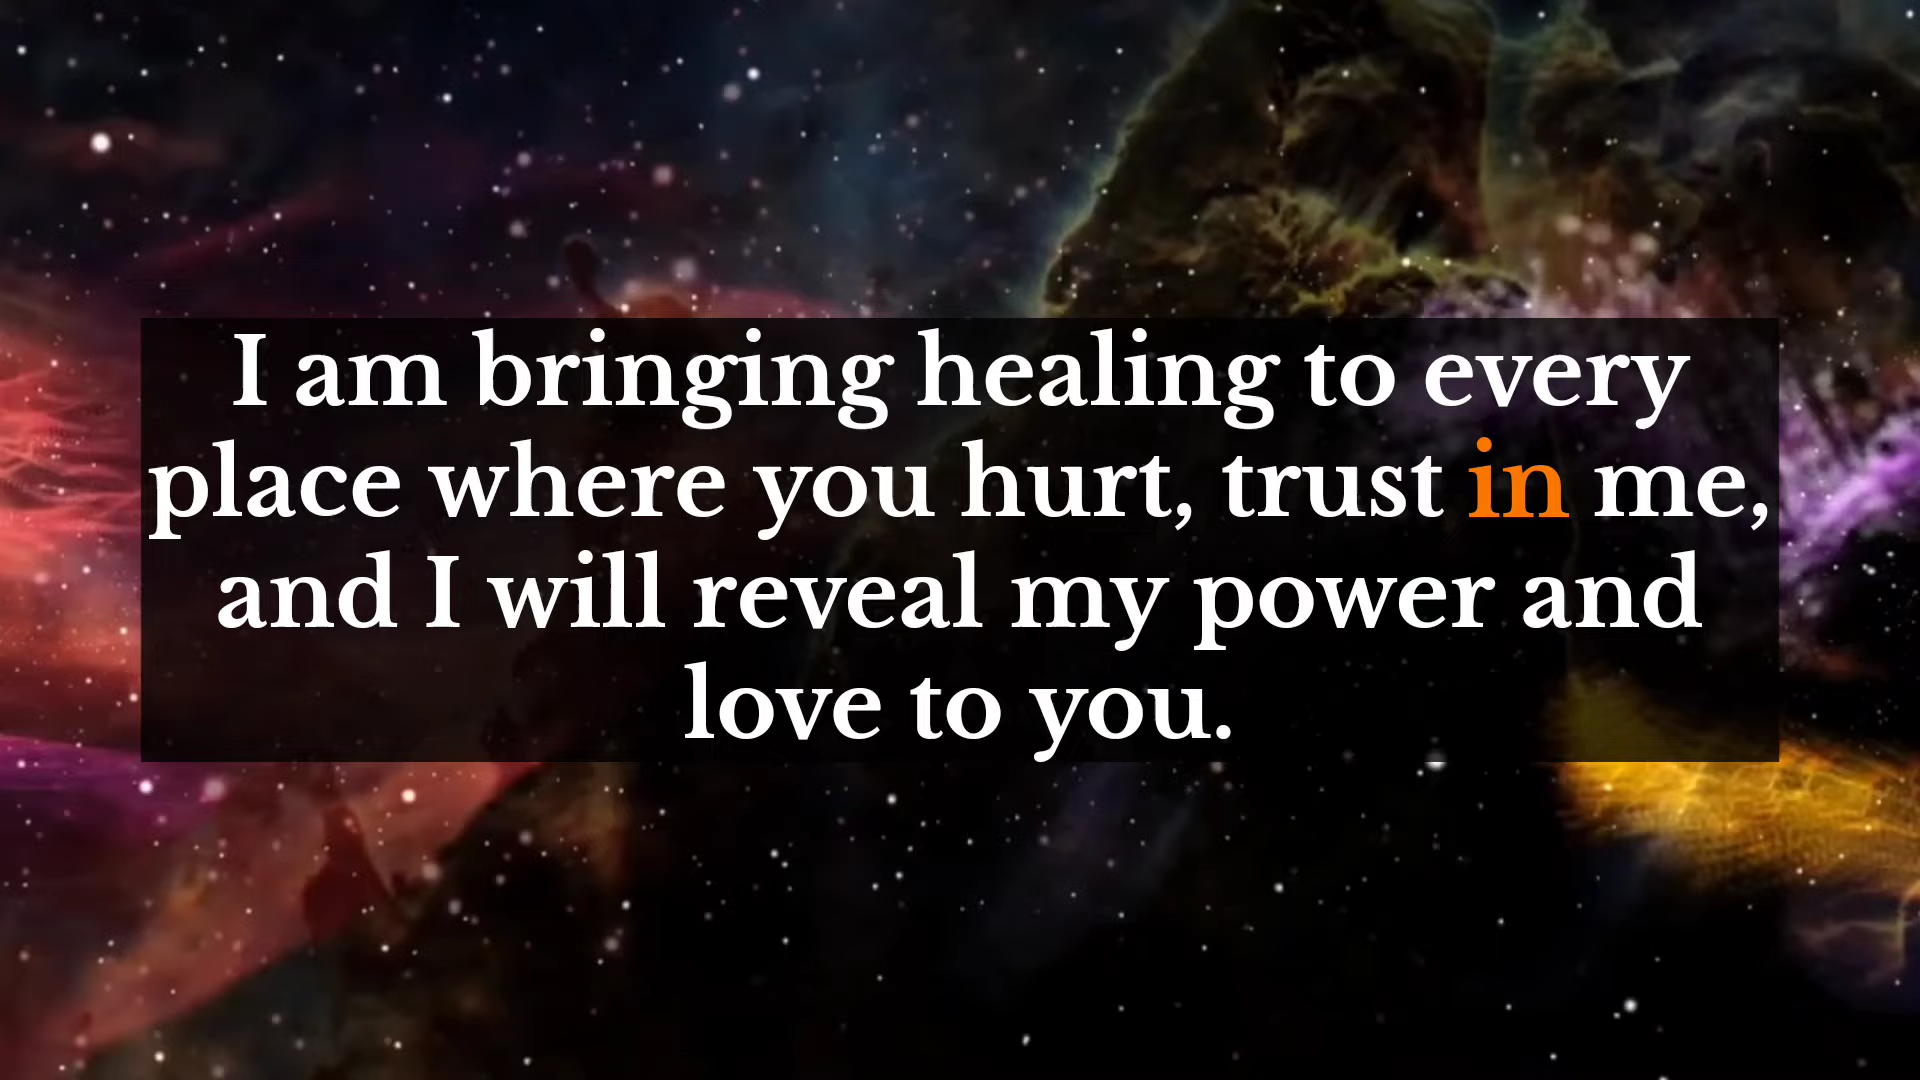 I am bringing healing to every
place where you hurt, trust in me,
and I will reveal my power and
love to you.